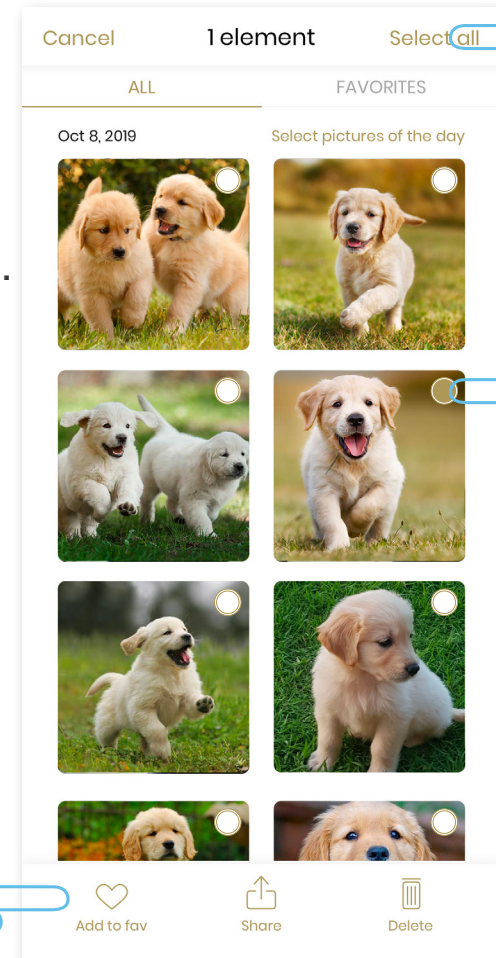 Cancel 1 element Select all
ALL FAVORITES
Oct 8, 2019 Select pictures of the day
Add to fav Share Delete